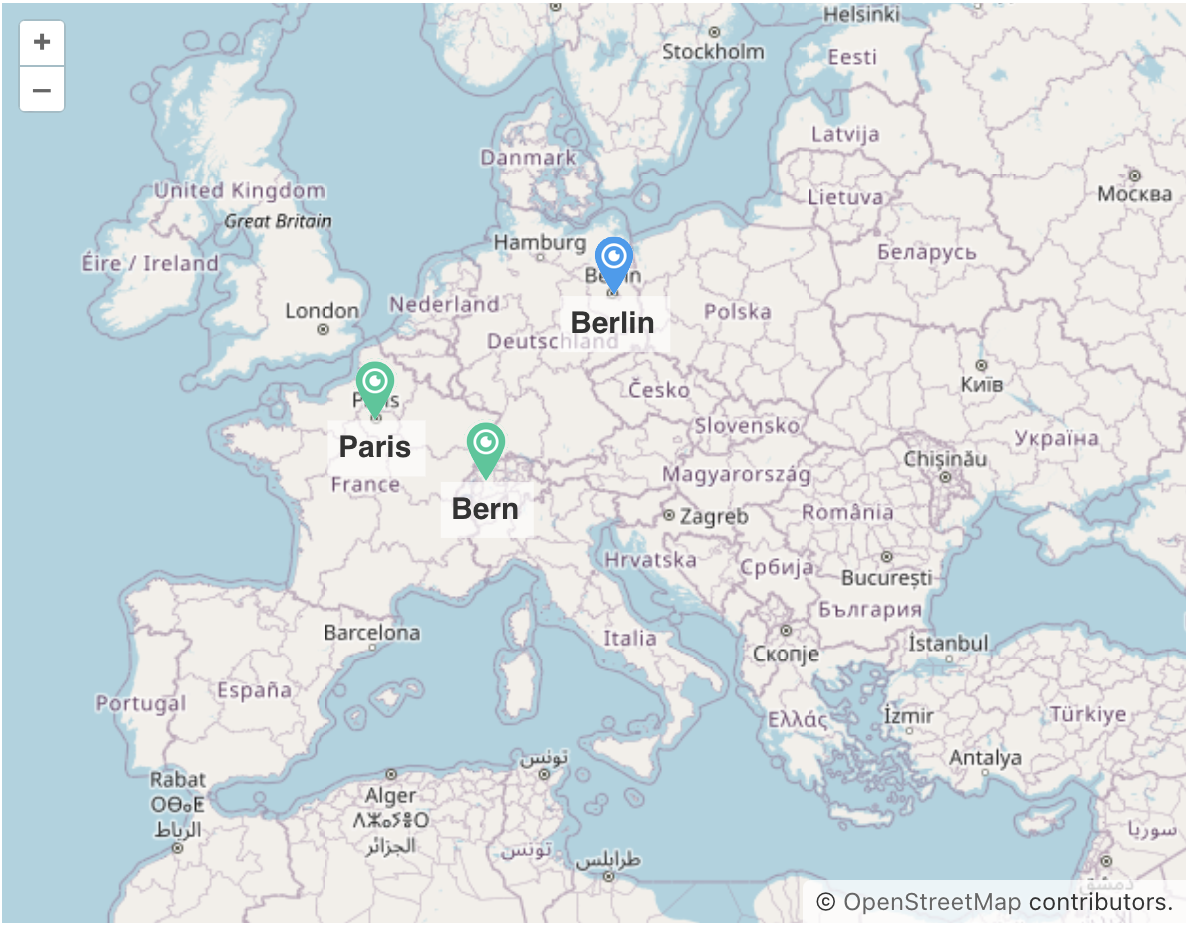 +
−
Helsinki
Stockholm
Eesti
Latvija
Danmark
Москва
United Kingdom
Lietuva
Great Britain
Hamburg
Беларусь
Éire / Ireland
Berlin
Nederland
London
Polska
Berlin
Deutschland
Київ
Česko
Paris
Slovensko
Україна
Paris
Chișinău
Magyarország
France
Bern
România
Zagreb
Hrvatska
Србија
București
България
Barcelona
Italia
İstanbul
Скопје
España
Portugal
Ελλάς
İzmir
Türkiye
Antalya
تونس
Rabat
ⵔⴱⴰⵟ
الرباط
Alger
ⴷⵣⴰⵢⴻⵔ
الجزائر
سوريا
تونس
طرابلس
دمشق
الأردن
© OpenStreetMap contributors.